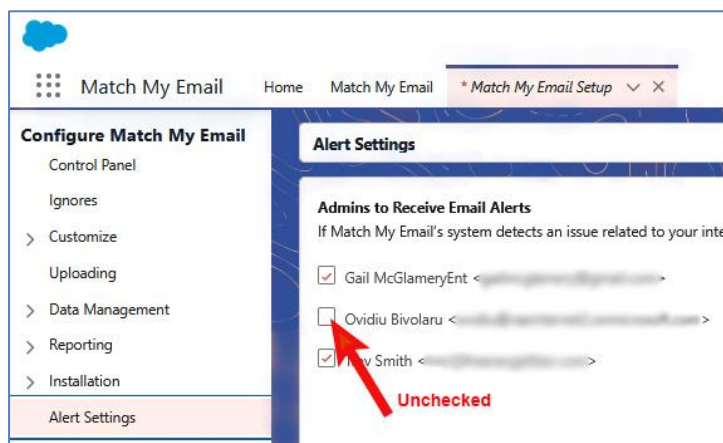 Match My Email
Home
Match My Email
* Match My Email Setup
Configure Match My Email
Control Panel
Ignores
Customize
Uploading
Data Management
Reporting
Installation
Alert Settings
Alert Settings
Admins to Receive Email Alerts
If Match My Email's system detects an issue related to your inte
Gail McGlameryEnt < >
Ovidiu Bivolaru < >
Smith < >
Unchecked